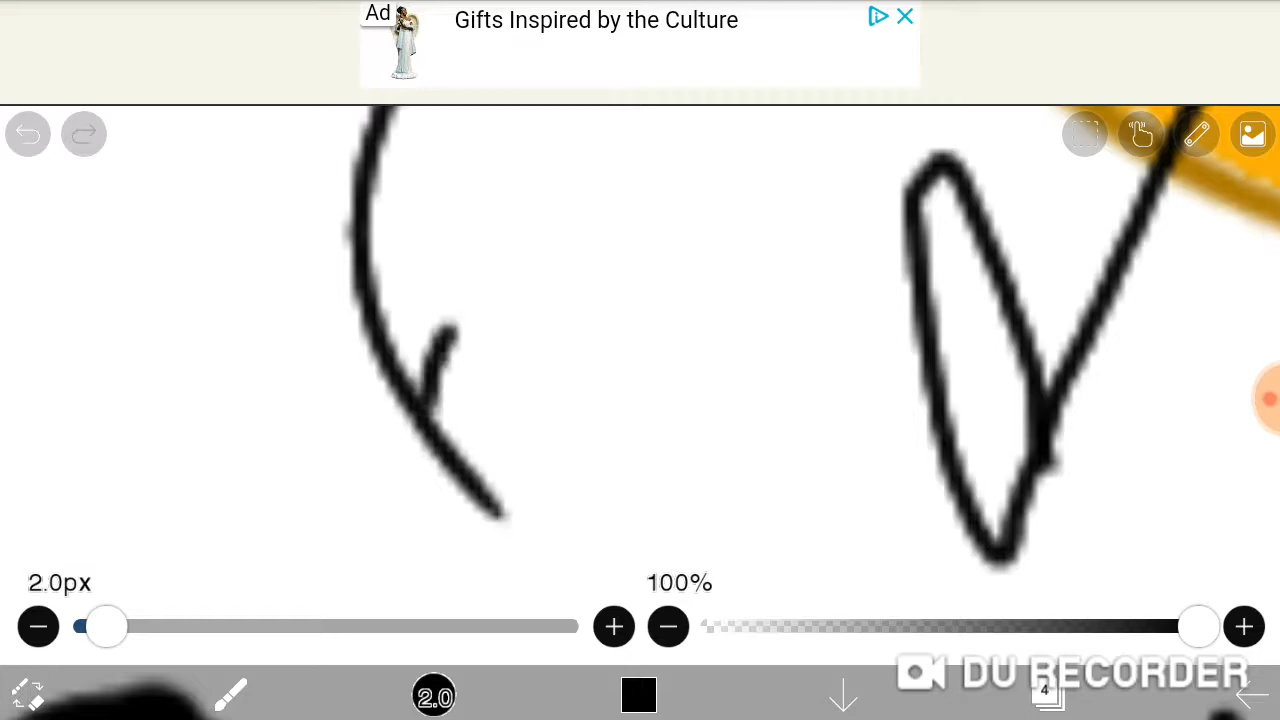 Ad
Gifts Inspired by the Culture
2.0px
100%
DU RECORDER
2.0
4